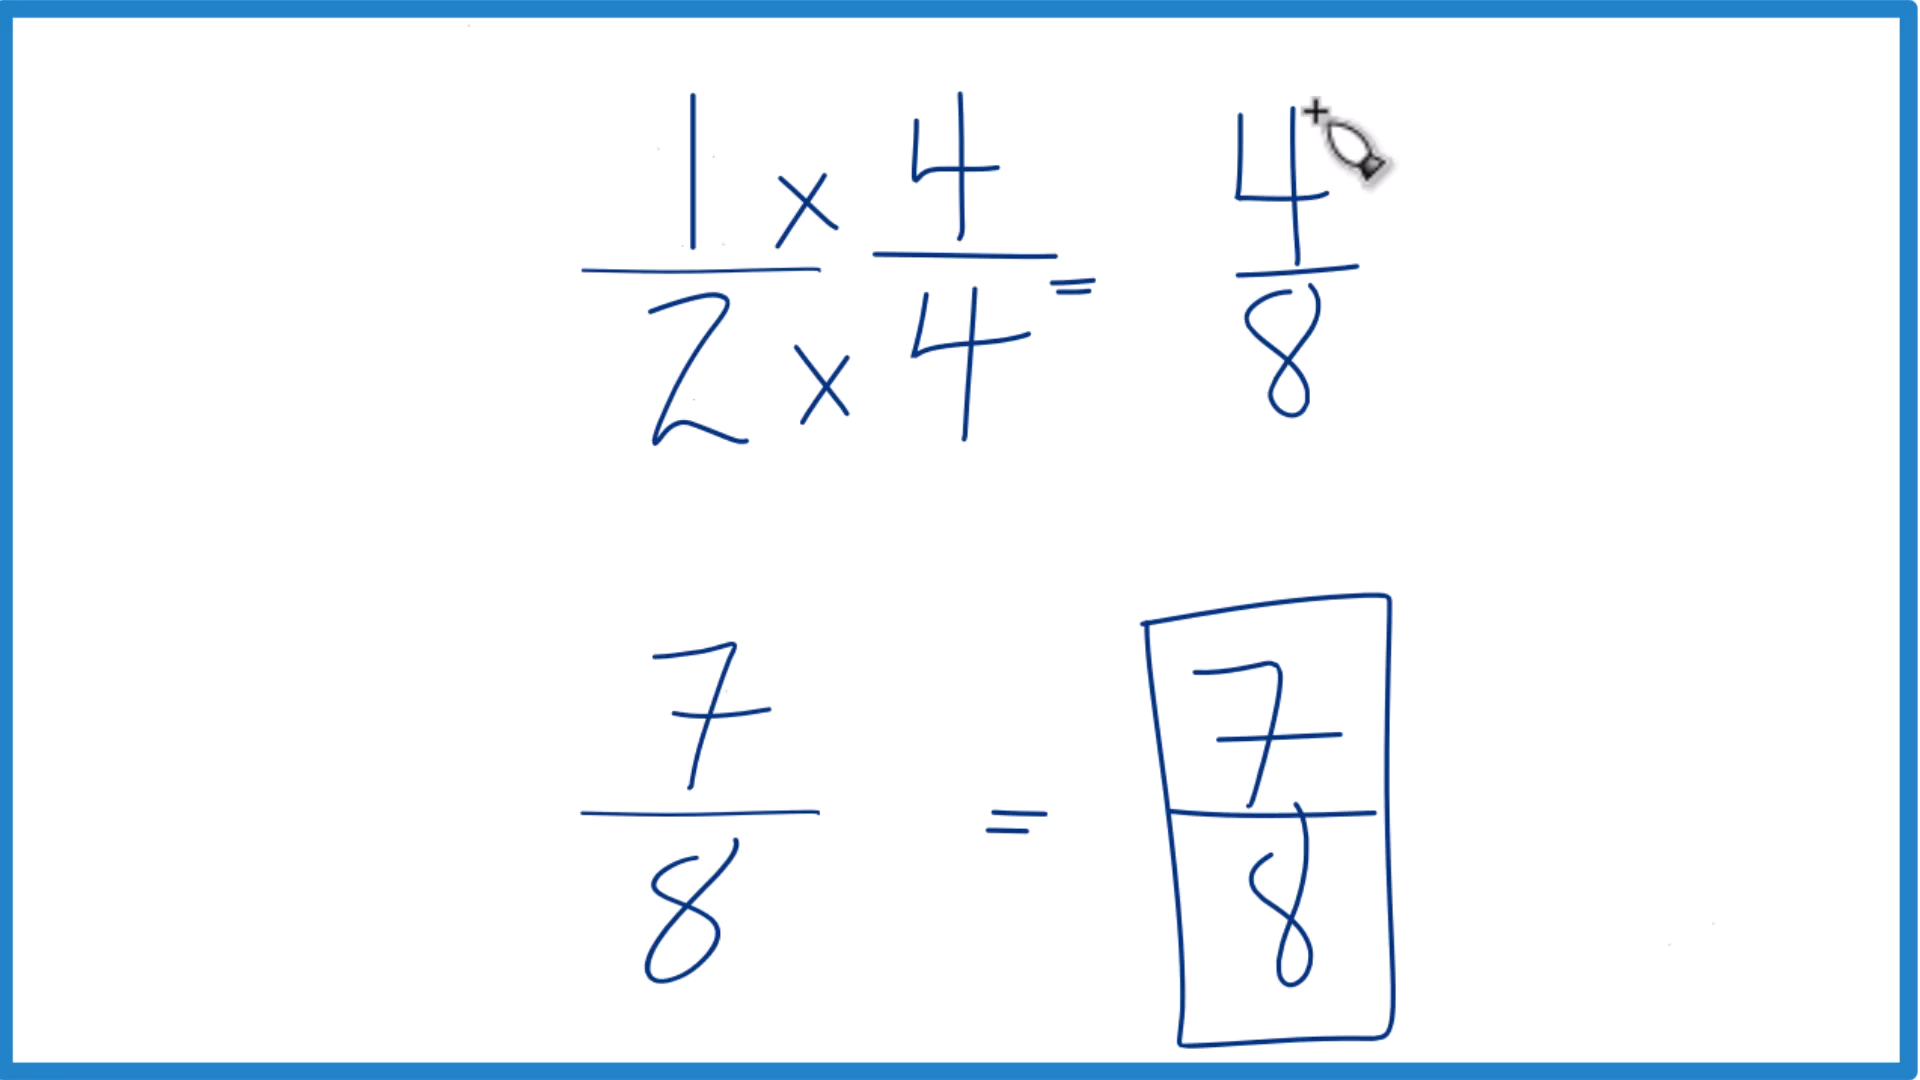 1 × 4 = 4
2 × 4 8
7 = 7
8 8